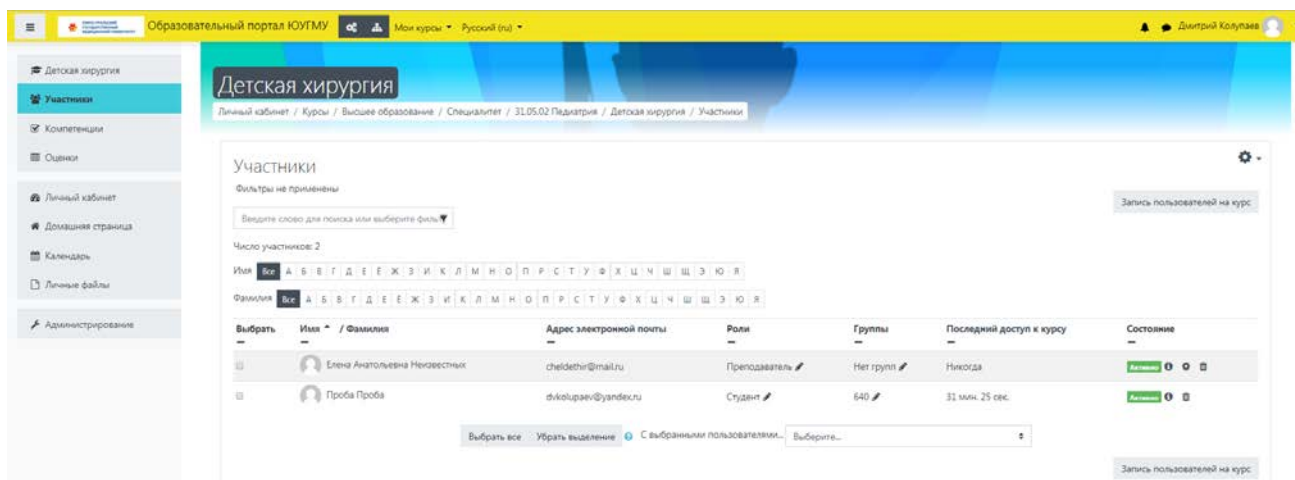 Образовательный портал ЮУГМУ Мои курсы Русский (ru) Дмитрий Колупаев
Детская хирургия
Участники
Компетенции
Оценки
Личный кабинет
Домашняя страница
Календарь
Личные файлы
Администрирование
Детская хирургия
Личный кабинет / Курсы / Высшее образование / Специалитет / 31.05.02 Педиатрия / Детская хирургия / Участники
Участники
Фильтры не применены
Запись пользователей на курс
Введите слово для поиска или выберите филь
Число участников: 2
Имя Все А Б В Г Д Е Ё Ж З И К Л М Н О П Р С Т У Ф Х Ц Ч Ш Щ Э Ю Я
Фамилия Все А Б В Г Д Е Ё Ж З И К Л М Н О П Р С Т У Ф Х Ц Ч Ш Щ Э Ю Я
Выбрать Имя / Фамилия Адрес электронной почты Роли Группы Последний доступ к курсу Состояние
Елена Анатольевна Неизвестных cheldethir@mail.ru Преподаватель Нет групп Никогда Активно
Проба Проба dvkolupaev@yandex.ru Студент 640 31 мин. 25 сек. Активно
Выбрать все Убрать выделение С выбранными пользователями... Выберите...
Запись пользователей на курс